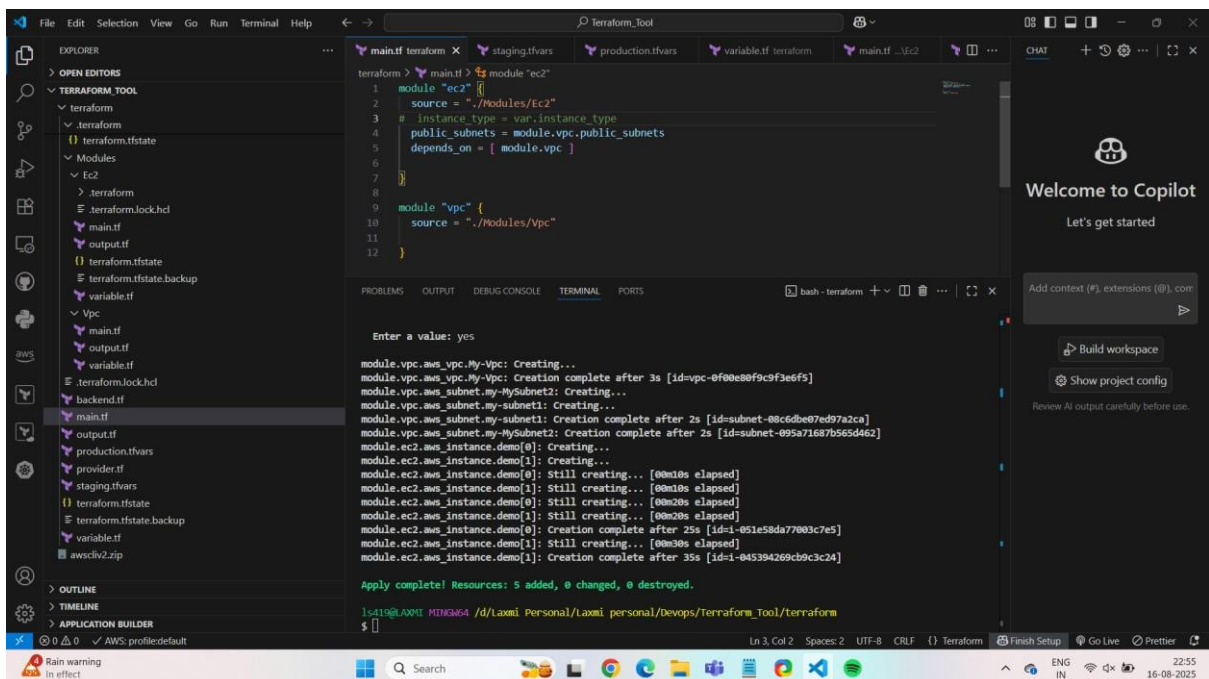 File Edit Selection View Go Run Terminal Help
Terraform_Tool
EXPLORER
OPEN EDITORS
TERRAFORM_TOOL
terraform
.terraform
terraform.tfstate
Modules
Ec2
.terraform
.terraform.lock.hcl
main.tf
output.tf
terraform.tfstate
terraform.tfstate.backup
variable.tf
Vpc
main.tf
output.tf
variable.tf
.terraform.lock.hcl
backend.tf
main.tf
output.tf
production.tfvars
provider.tf
staging.tfvars
terraform.tfstate
terraform.tfstate.backup
variable.tf
awscliv2.zip
OUTLINE
TIMELINE
APPLICATION BUILDER
main.tf terraform staging.tfvars production.tfvars variable.tf terraform main.tf ...\Ec2
terraform > main.tf > module "ec2"
1 module "ec2" {
2 source = "./Modules/Ec2"
3 # instance_type = var.instance_type
4 public_subnets = module.vpc.public_subnets
5 depends_on = [ module.vpc ]
6
7 }
8
9 module "vpc" {
10 source = "./Modules/Vpc"
11
12 }
PROBLEMS OUTPUT DEBUG CONSOLE TERMINAL PORTS bash - terraform
Enter a value: yes
module.vpc.aws_vpc.My-Vpc: Creating...
module.vpc.aws_vpc.My-Vpc: Creation complete after 3s [id=vpc-0f00e80f9c9f3e6f5]
module.vpc.aws_subnet.my-MySubnet2: Creating...
module.vpc.aws_subnet.my-subnet1: Creating...
module.vpc.aws_subnet.my-subnet1: Creation complete after 2s [id=subnet-08c6dbe07ed97a2ca]
module.vpc.aws_subnet.my-MySubnet2: Creation complete after 2s [id=subnet-095a71687b565d462]
module.ec2.aws_instance.demo[0]: Creating...
module.ec2.aws_instance.demo[1]: Creating...
module.ec2.aws_instance.demo[0]: Still creating... [00m10s elapsed]
module.ec2.aws_instance.demo[1]: Still creating... [00m10s elapsed]
module.ec2.aws_instance.demo[0]: Still creating... [00m20s elapsed]
module.ec2.aws_instance.demo[1]: Still creating... [00m20s elapsed]
module.ec2.aws_instance.demo[0]: Creation complete after 25s [id=i-051e58da77003c7e5]
module.ec2.aws_instance.demo[1]: Still creating... [00m30s elapsed]
module.ec2.aws_instance.demo[1]: Creation complete after 35s [id=i-045394269cb9c3c24]
Apply complete! Resources: 5 added, 0 changed, 0 destroyed.
ls419@LAXMI MINGW64 /d/Laxmi Personal/Laxmi personal/Devops/Terraform_Tool/terraform
$
CHAT
Welcome to Copilot
Let's get started
Add context (#), extensions (@), com
Build workspace
Show project config
Review AI output carefully before use.
aws
0 0 AWS: profile:default Ln 3, Col 2 Spaces: 2 UTF-8 CRLF {} Terraform Finish Setup Go Live Prettier
Rain warning
In effect
Search
ENG
IN
22:55
16-08-2025